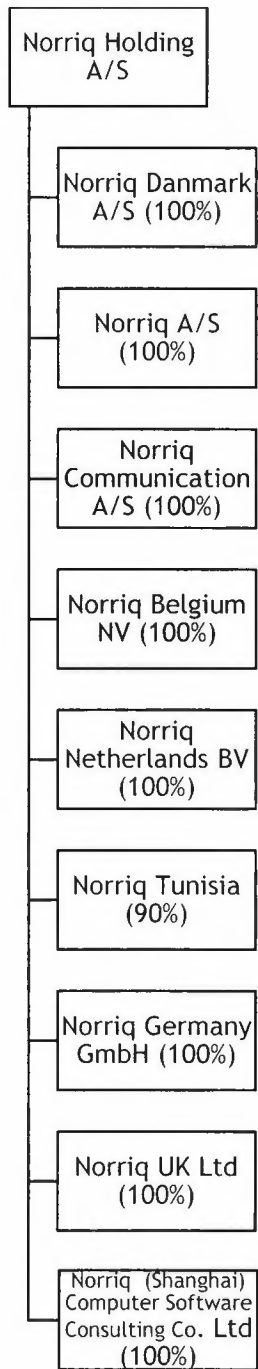 Norriq Holding
A/S
Norriq Danmark
A/S (100%)
Norriq A/S
(100%)
Norriq
Communication
A/S (100%)
Norriq Belgium
NV (100%)
Norriq
Netherlands BV
(100%)
Norriq Tunisia
(90%)
Norriq Germany
GmbH (100%)
Norriq UK Ltd
(100%)
Norriq (Shanghai)
Computer Software
Consulting Co. Ltd
(100%)